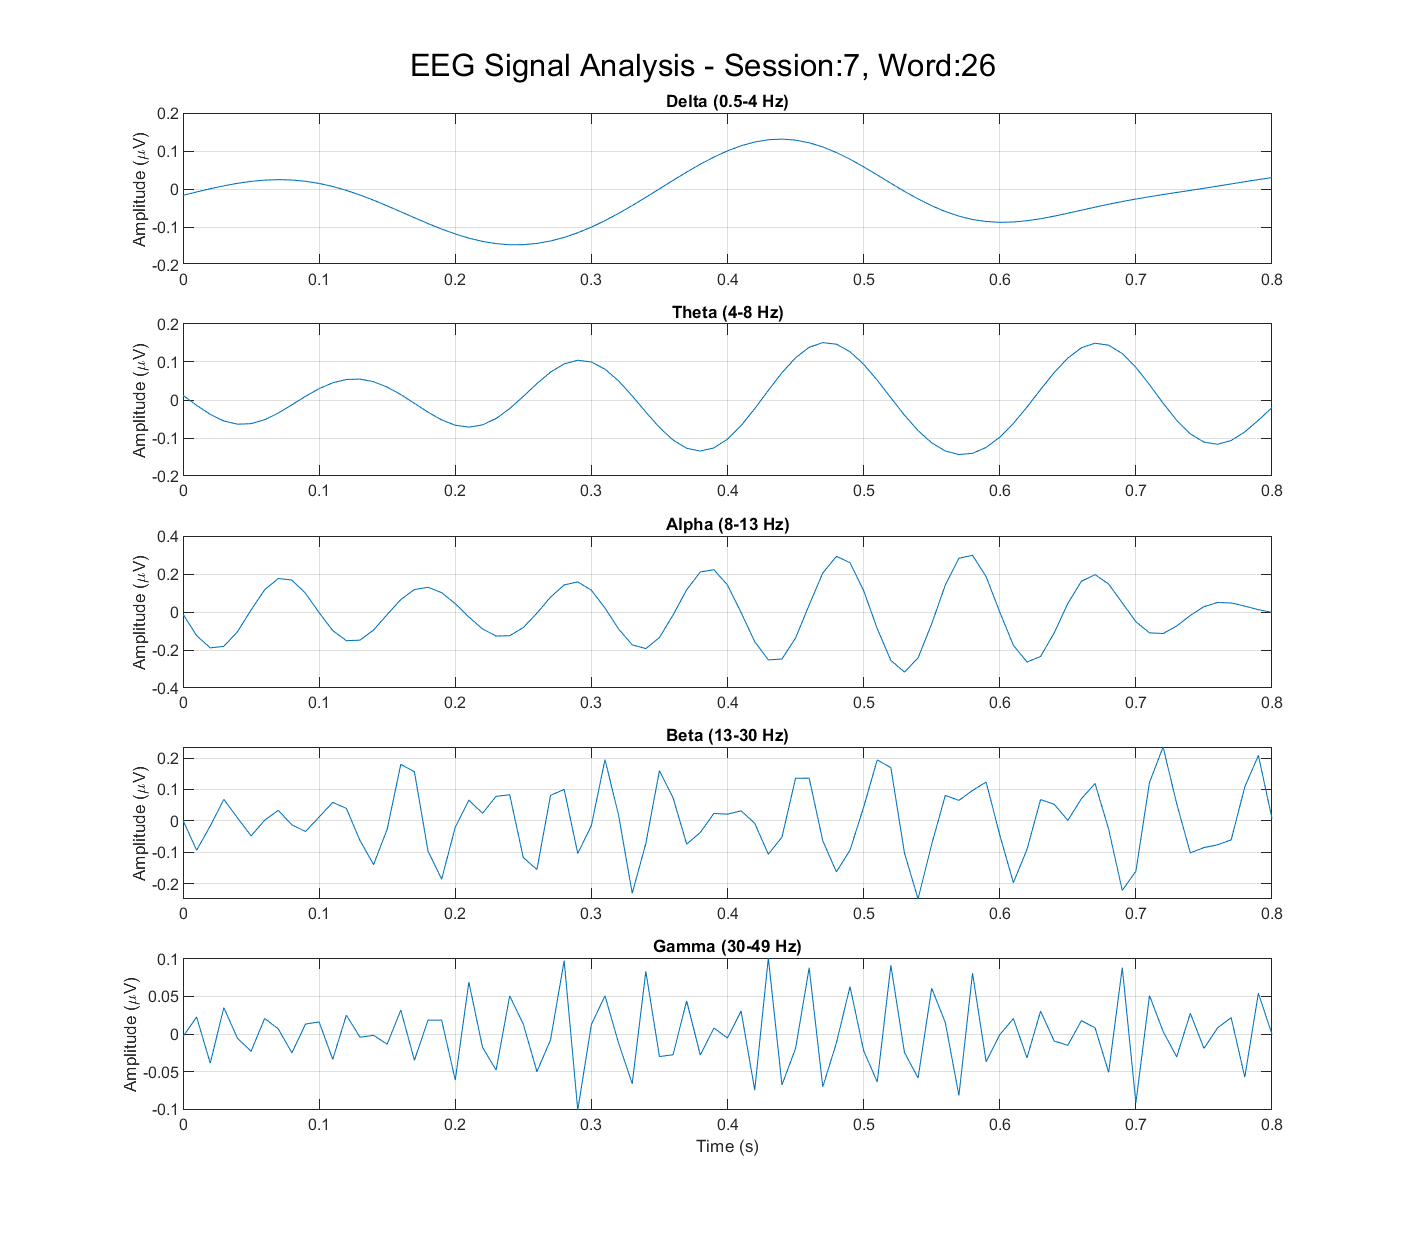 EEG Signal Analysis - Session:7, Word:26
Delta (0.5-4 Hz)
Amplitude (μV)
0.2
0.1
0
-0.1
-0.2
0 0.1 0.2 0.3 0.4 0.5 0.6 0.7 0.8
Theta (4-8 Hz)
Amplitude (μV)
0.2
0.1
0
-0.1
-0.2
0 0.1 0.2 0.3 0.4 0.5 0.6 0.7 0.8
Alpha (8-13 Hz)
Amplitude (μV)
0.4
0.2
0
-0.2
-0.4
0 0.1 0.2 0.3 0.4 0.5 0.6 0.7 0.8
Beta (13-30 Hz)
Amplitude (μV)
0.2
0.1
0
-0.1
-0.2
0 0.1 0.2 0.3 0.4 0.5 0.6 0.7 0.8
Gamma (30-49 Hz)
Amplitude (μV)
0.1
0.05
0
-0.05
-0.1
0 0.1 0.2 0.3 0.4 0.5 0.6 0.7 0.8
Time (s)